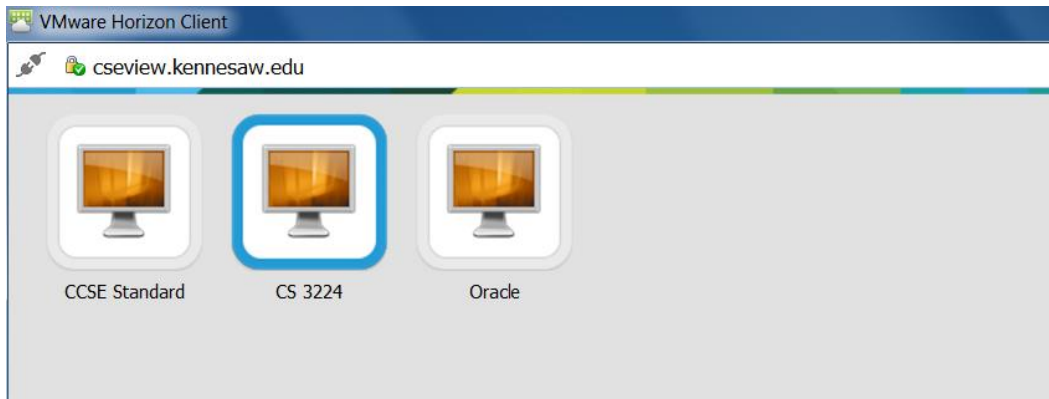 VMware Horizon Client
cseview.kennesaw.edu
CCSE Standard
CS 3224
Oracle